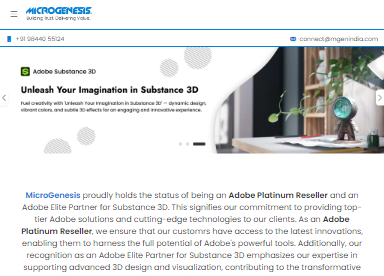 MICROGENESIS
Building Trust. Delivering Value.
+91 98440 55124
connect@mgenindia.com
Adobe Substance 3D
Unleash Your Imagination in Substance 3D
Fuel creativity with 'Unleash Your Imagination in Substance 3D' — dynamic design,
vibrant colors, and subtle 3D effects for an engaging and innovative experience.
MicroGenesis proudly holds the status of being an Adobe Platinum Reseller and an
Adobe Elite Partner for Substance 3D. This signifies our commitment to providing top-
tier Adobe solutions and cutting-edge technologies to our clients. As an Adobe
Platinum Reseller, we ensure that our customrs have access to the latest innovations,
enabling them to harness the full potential of Adobe's powerful tools. Additionally, our
recognition as an Adobe Elite Partner for Substance 3D emphasizes our expertise in
supporting advanced 3D design and visualization, contributing to the transformative